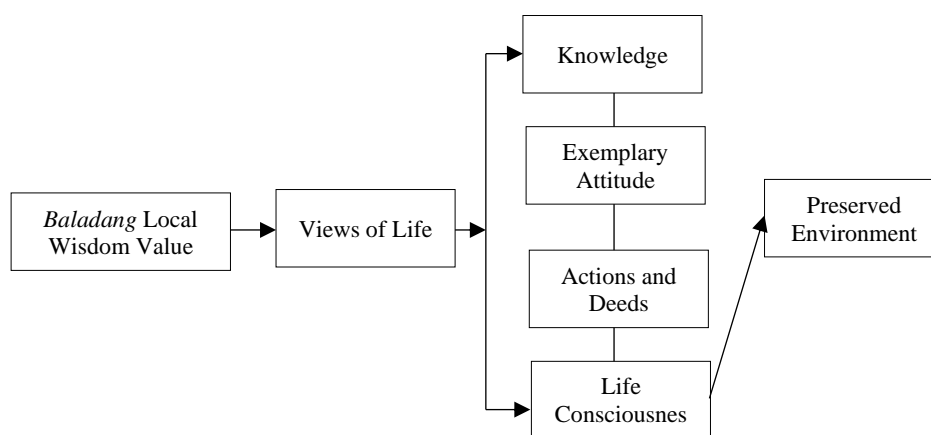 Knowledge
Exemplary
Attitude
Baladang Local
Wisdom Value
Views of Life
Preserved
Environment
Actions and
Deeds
Life
Consciousnes